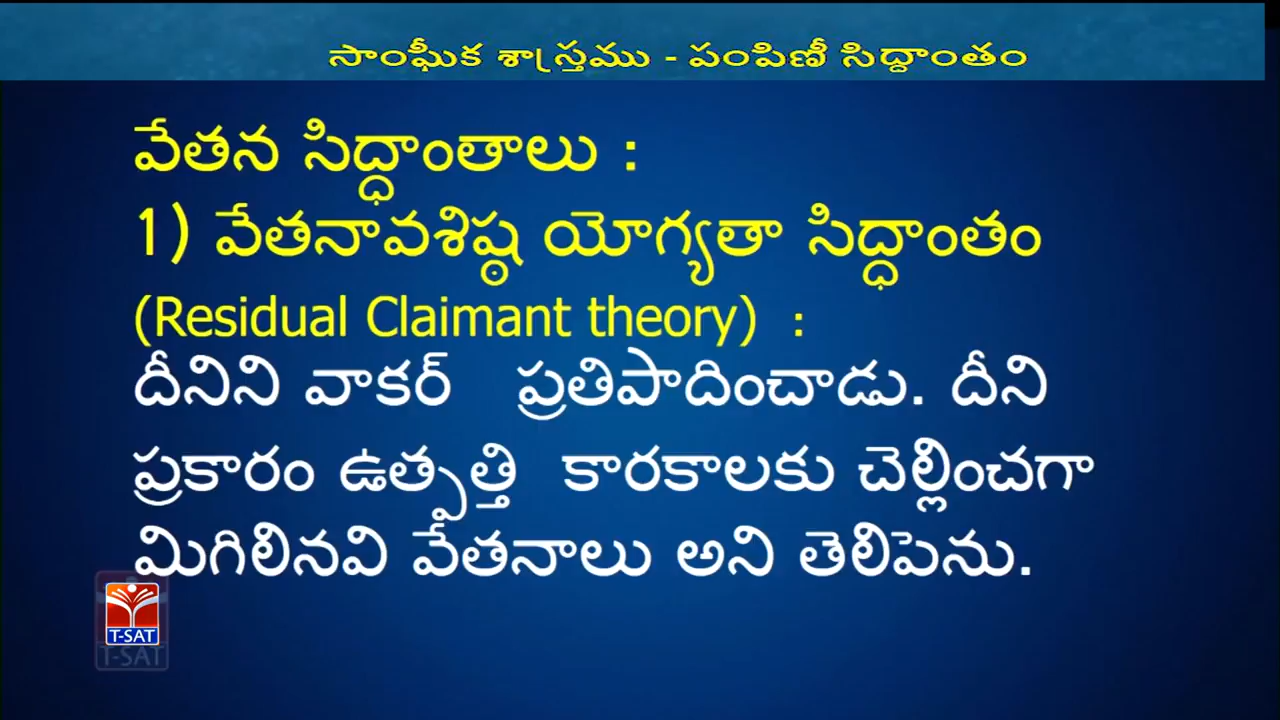 సాంఘీక శాస్త్రము - పంపిణీ సిద్దాంతం
వేతన సిద్ధాంతాలు :
1) వేతనావశిష్ఠ యోగ్యతా సిద్ధాంతం
(Residual Claimant theory) :
దీనిని వాకర్ ప్రతిపాదించాడు. దీని
ప్రకారం ఉత్పత్తి కారకాలకు చెల్లించగా
మిగిలినవి వేతనాలు అని తెలిపెను.
T-SAT
T-SAT